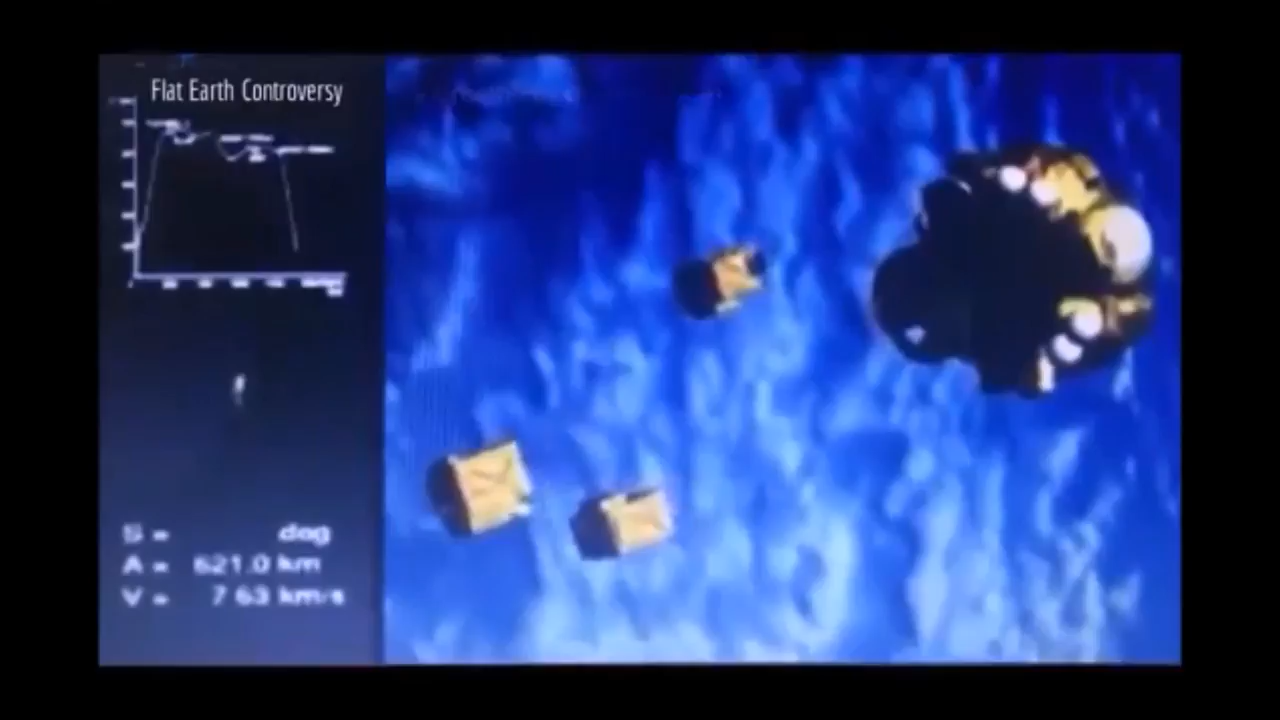 Flat Earth Controversy
S = deg
A = 621.0 km
V = 7 63 km/s